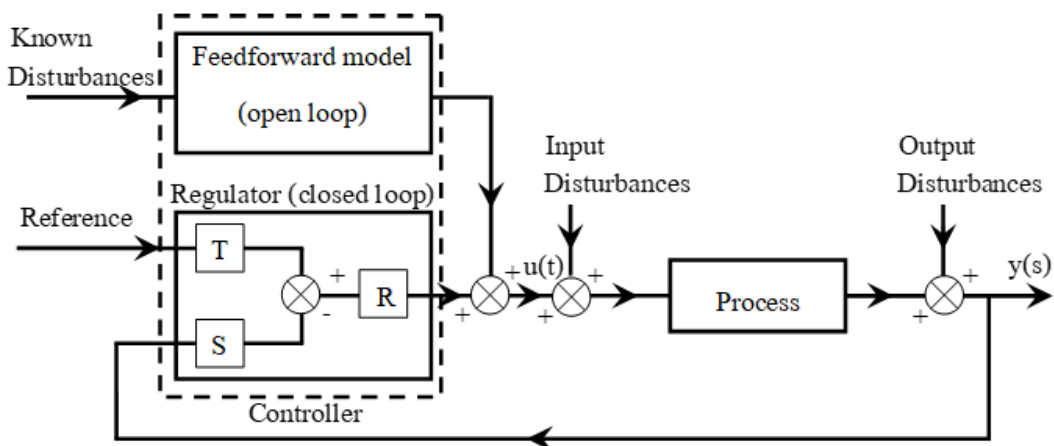 Known
Disturbances
Feedforward model
(open loop)
Input
Disturbances
Output
Disturbances
Regulator (closed loop)
Reference
T
+
-
R
S
+
+
u(t)
+
+
Process
+
+
y(s)
Controller